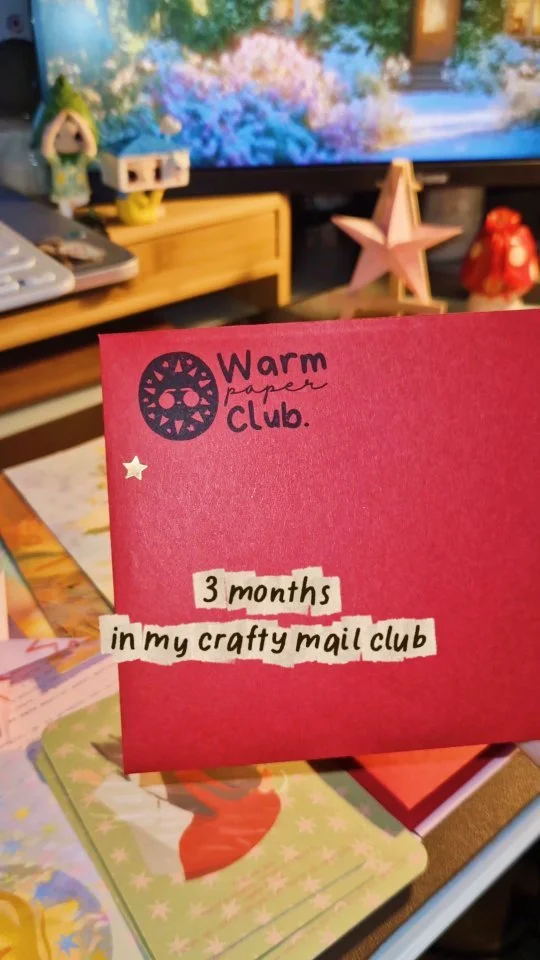 Warm
paper
Club.
3 months
in my crafty mail club